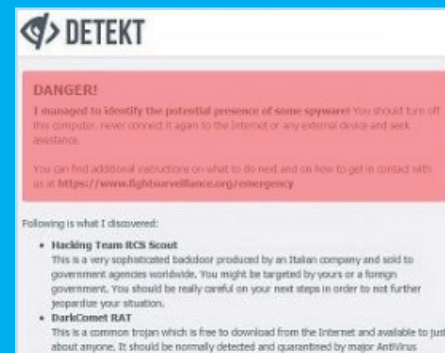 DETEKT
DANGER!
I managed to identify the potential presence of some spyware! You should turn off
this computer, never connect it again to the Internet or any external device and seek
assistance.
You can find additional instructions on what to do next and on how to get in contact with
us at https://www.fightsurveillance.org/emergency
Following is what I discovered:
• Hacking Team RCS Scout
This is a very sophisticated backdoor produced by an Italian company and sold to
government agencies worldwide. You might be targeted by yours or a foreign
government. You should be really careful on your next steps in order to not further
jeopardize your situation.
• DarkComet RAT
This is a common trojan which is free to download from the Internet and available to just
about anyone. It should be normally detected and quarantined by major AntiVirus